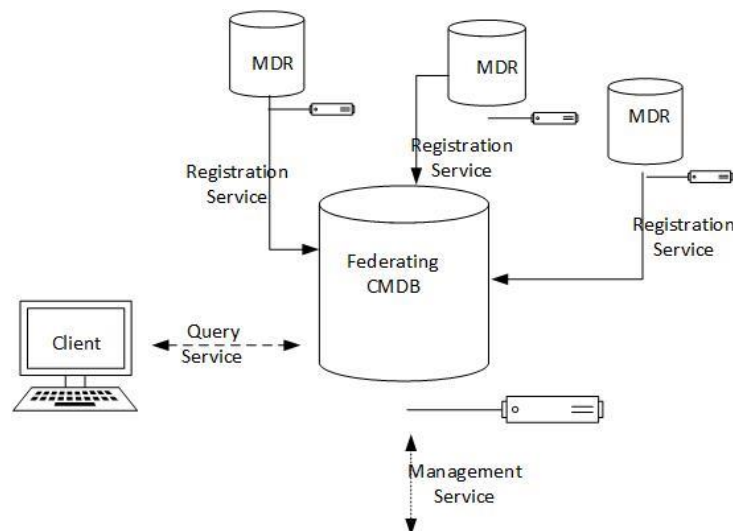 MDR
MDR
MDR
Registration
Service
Registration
Service
Registration
Service
Federating
CMDB
Client
Query
Service
Management
Service